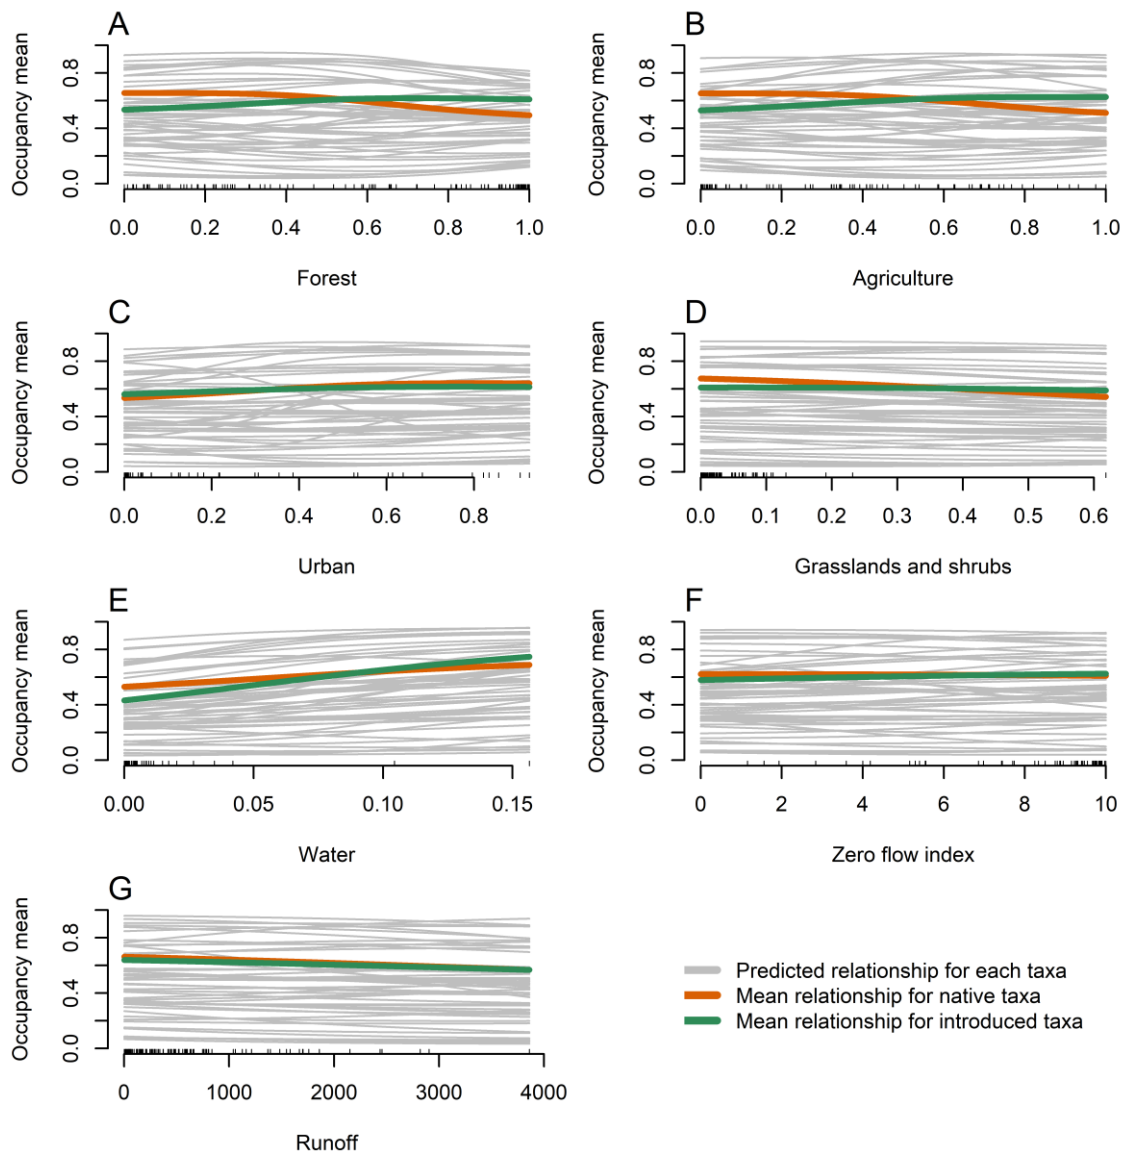 A
Occupancy mean
0.8
0.4
0.0
0.0 0.2 0.4 0.6 0.8 1.0
Forest
B
Occupancy mean
0.8
0.4
0.0
0.0 0.2 0.4 0.6 0.8 1.0
Agriculture
C
Occupancy mean
0.8
0.4
0.0
0.0 0.2 0.4 0.6 0.8
Urban
D
Occupancy mean
0.8
0.4
0.0
0.0 0.1 0.2 0.3 0.4 0.5 0.6
Grasslands and shrubs
E
Occupancy mean
0.8
0.4
0.0
0.00 0.05 0.10 0.15
Water
F
Occupancy mean
0.8
0.4
0.0
0 2 4 6 8 10
Zero flow index
G
Occupancy mean
0.8
0.4
0.0
0 1000 2000 3000 4000
Runoff
Predicted relationship for each taxa
Mean relationship for native taxa
Mean relationship for introduced taxa